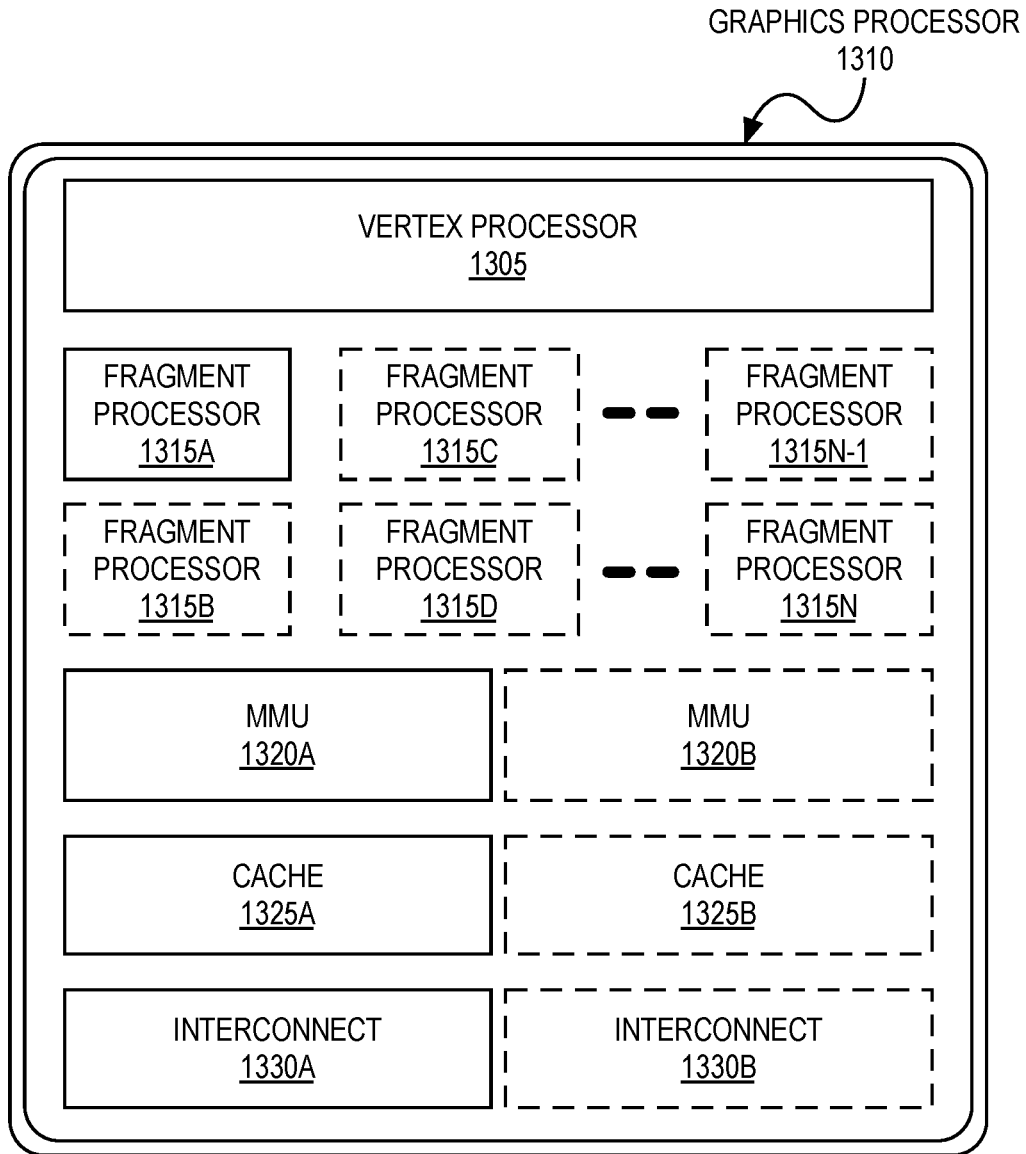 GRAPHICS PROCESSOR
1310
VERTEX PROCESSOR
1305
FRAGMENT
PROCESSOR
1315A
FRAGMENT
PROCESSOR
1315C
FRAGMENT
PROCESSOR
1315N-1
FRAGMENT
PROCESSOR
1315B
FRAGMENT
PROCESSOR
1315D
FRAGMENT
PROCESSOR
1315N
MMU
1320A
MMU
1320B
CACHE
1325A
CACHE
1325B
INTERCONNECT
1330A
INTERCONNECT
1330B